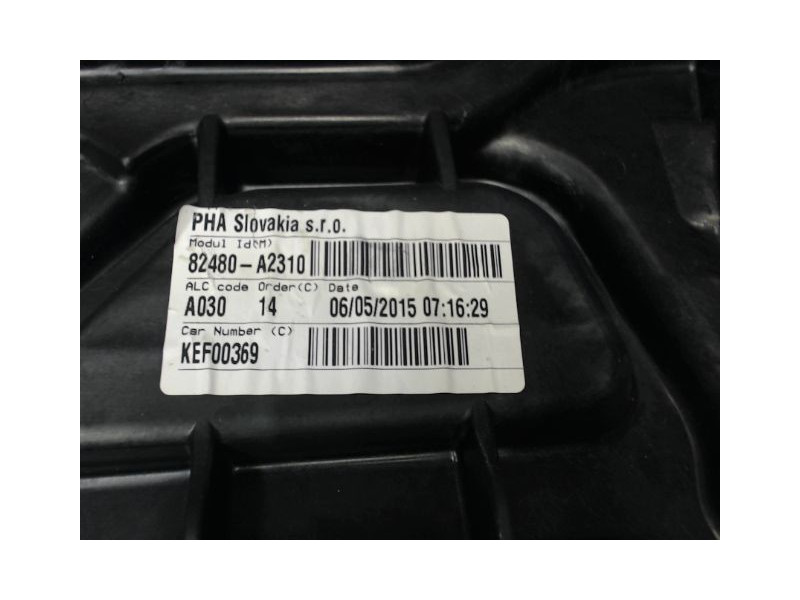 PHA Slovakia s.r.o.
Modul Id(M)
82480-A2310
ALC code Order(C) Date
A030 14 06/05/2015 07:16:29
Car Number (C)
KEF00369